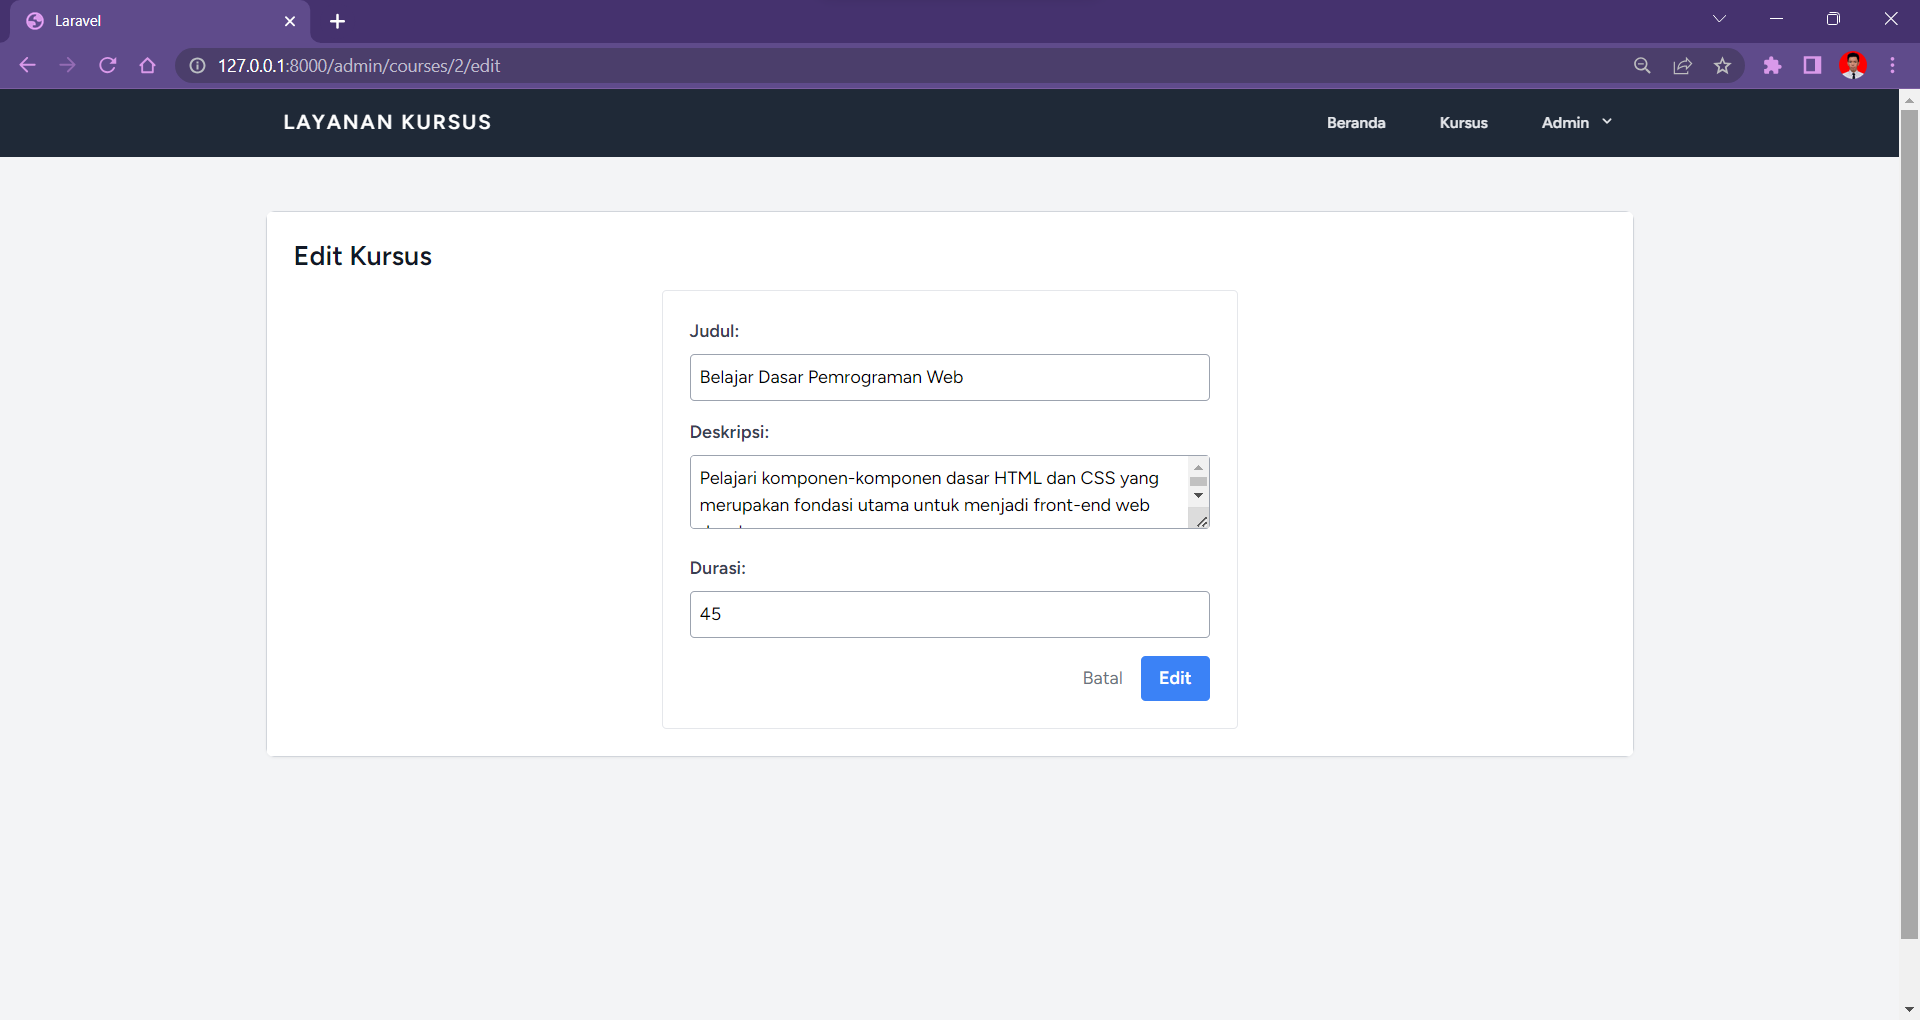 Laravel
127.0.0.1:8000/admin/courses/2/edit
LAYANAN KURSUS
Beranda
Kursus
Admin
Edit Kursus
Judul:
Belajar Dasar Pemrograman Web
Deskripsi:
Pelajari komponen-komponen dasar HTML dan CSS yang
merupakan fondasi utama untuk menjadi front-end web
Durasi:
45
Batal
Edit